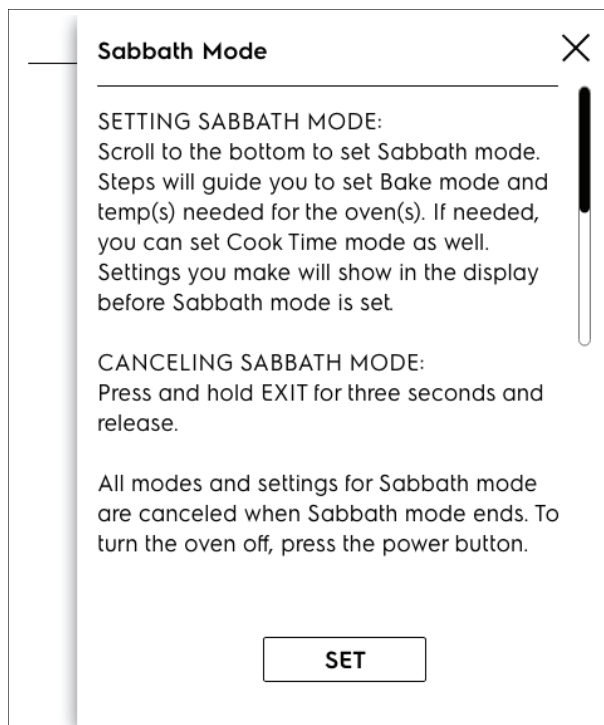 Sabbath Mode
SETTING SABBATH MODE:
Scroll to the bottom to set Sabbath mode.
Steps will guide you to set Bake mode and
temp(s) needed for the oven(s). If needed,
you can set Cook Time mode as well.
Settings you make will show in the display
before Sabbath mode is set.
CANCELING SABBATH MODE:
Press and hold EXIT for three seconds and
release.
All modes and settings for Sabbath mode
are canceled when Sabbath mode ends. To
turn the oven off, press the power button.
SET